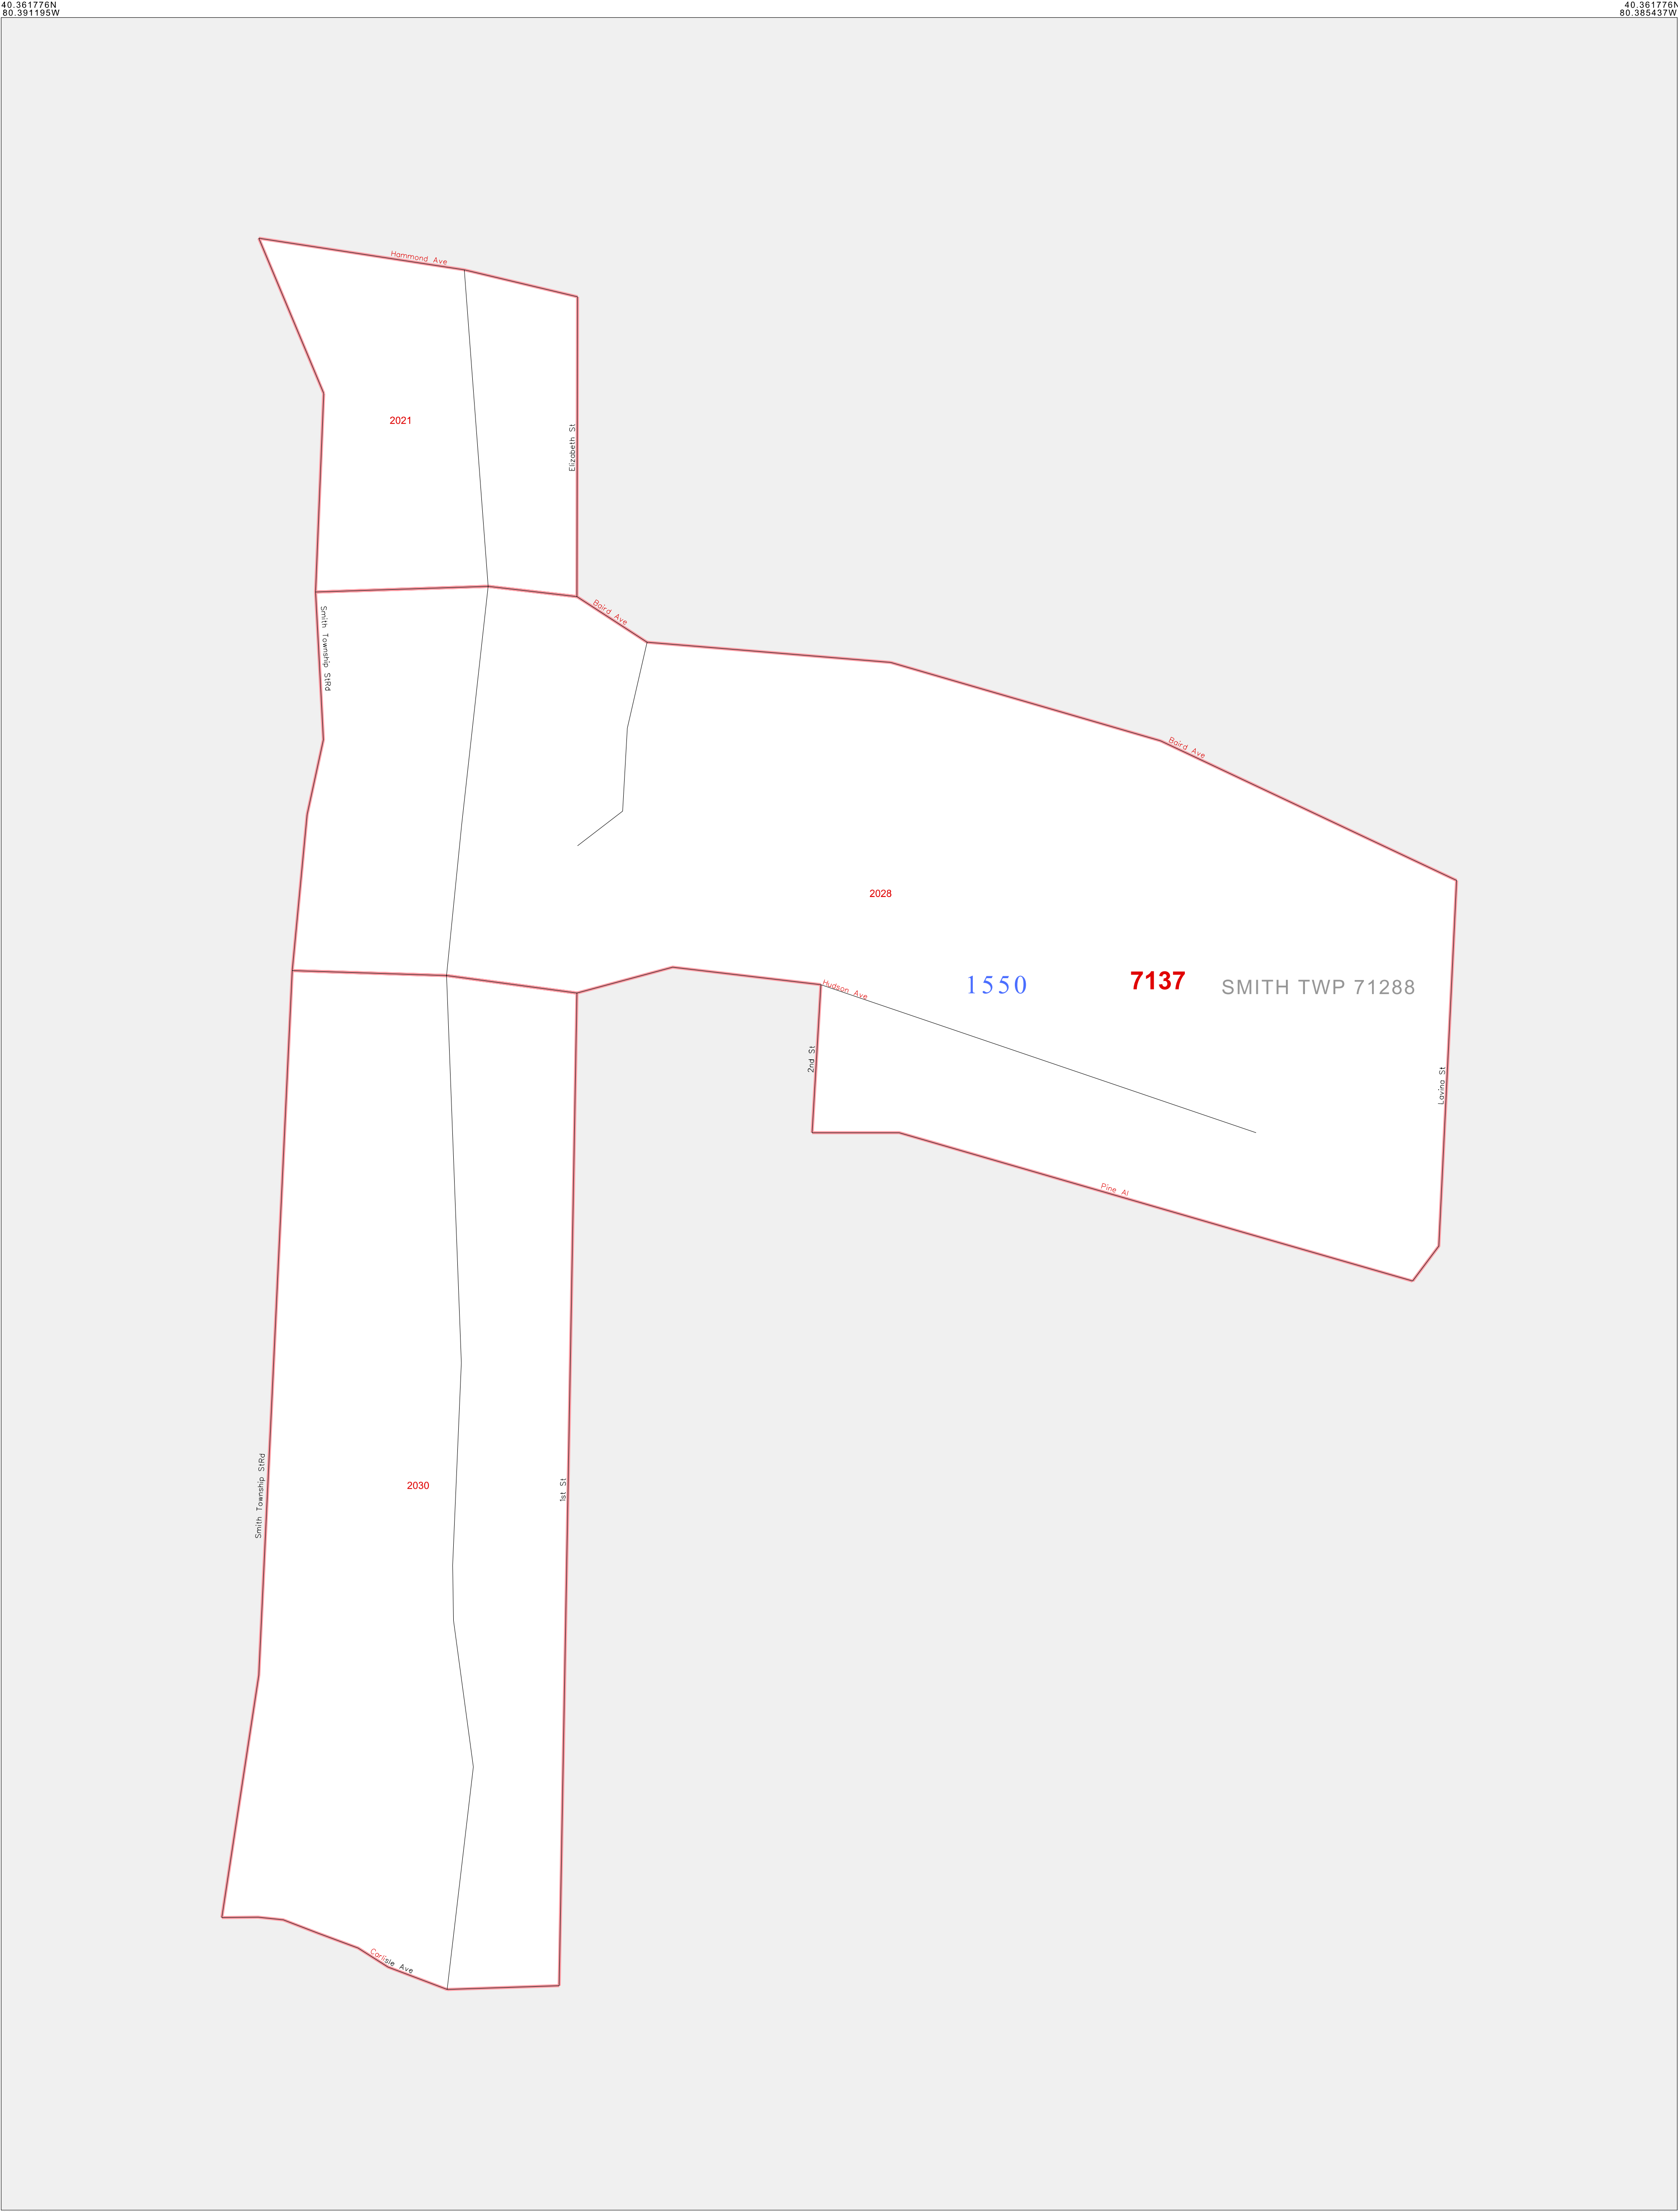 40.361776N
80.391195W
40.361776N
80.385437W
Hammond Ave
2021
Elizabeth St
Smith Township StRd
Baird Ave
Baird Ave
2028
1550
7137
SMITH TWP 71288
Hudson Ave
2nd St
Lavina St
Pine Al
Smith Township StRd
2030
1st St
Carlisle Ave